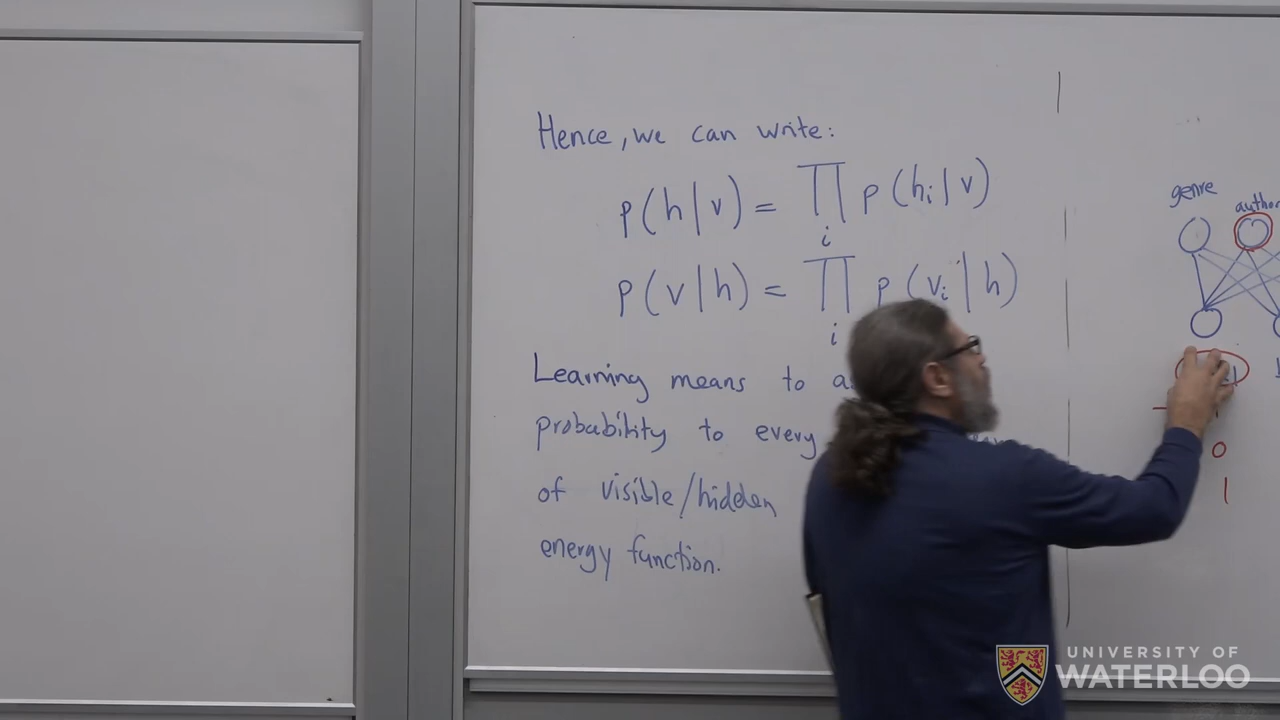 Hence, we can write:
p(h|v) = ∏ p(hᵢ|v)
i
p(v|h) = ∏ p(vᵢ|h)
i
Learning means to
probability to every
of visible/hidden
energy function.
genre
author
0
1
UNIVERSITY OF
WATERLOO